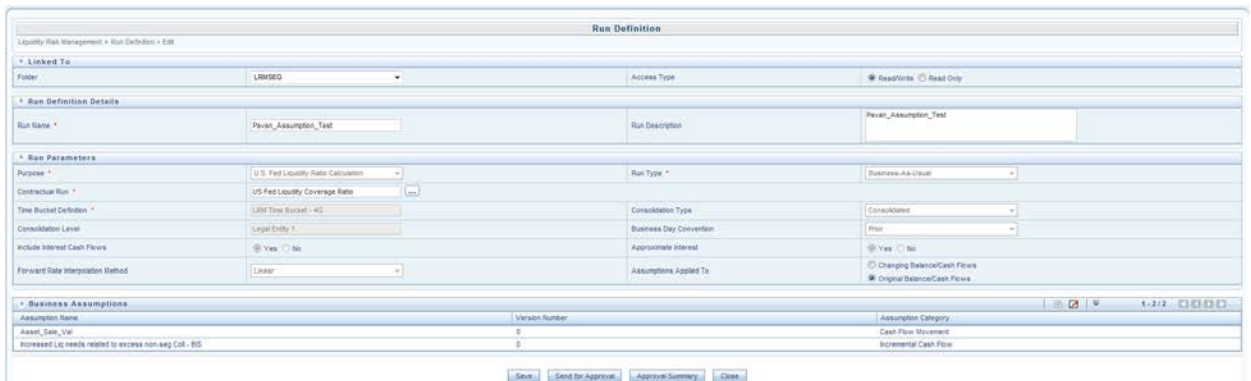 Run Definition
Liquidity Risk Management > Run Definition > Edit
Linked To
Folder LRMSEG Access Type Read/Write Read Only
Run Definition Details
Run Name * Pavan_Assumption_Test Run Description Pavan_Assumption_Test
Run Parameters
Purpose * U.S. Fed Liquidity Ratio Calculation Run Type * Business-As-Usual
Contractual Run * US Fed Liquidity Coverage Ratio ...
Time Bucket Definition * LRM Time Bucket - 4G Consolidation Type Consolidated
Consolidation Level Legal Entity 1 Business Day Convention Prior
Include Interest Cash Flows Yes No Approximate Interest Yes No
Forward Rate Interpolation Method Linear Assumptions Applied To Changing Balance/Cash Flows
Original Balance/Cash Flows
Business Assumptions 1 - 2 / 2
Assumption Name Version Number Assumption Category
Asset_Sale_Val 0 Cash Flow Movement
Increased Liq needs related to excess non-seg Coll - BIS 0 Incremental Cash Flow
Save Send for Approval Approval Summary Close